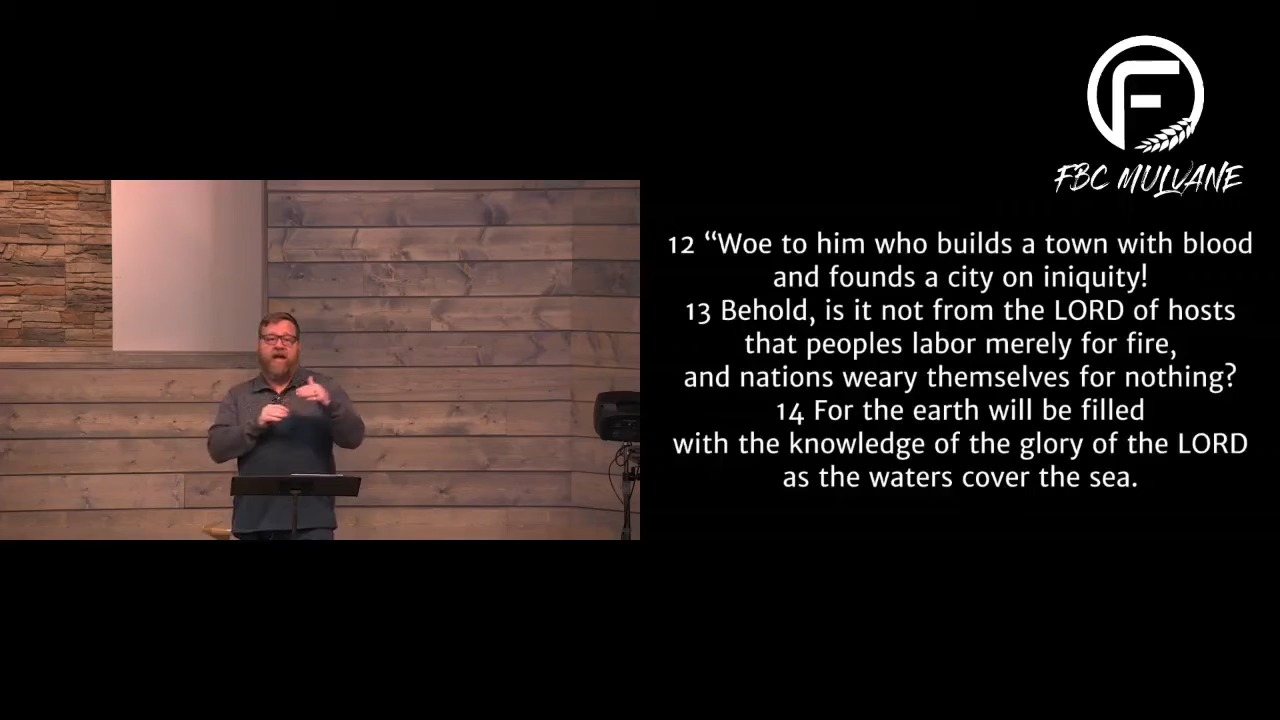 FBC MULVANE
12 “Woe to him who builds a town with blood
and founds a city on iniquity!
13 Behold, is it not from the LORD of hosts
that peoples labor merely for fire,
and nations weary themselves for nothing?
14 For the earth will be filled
with the knowledge of the glory of the LORD
as the waters cover the sea.